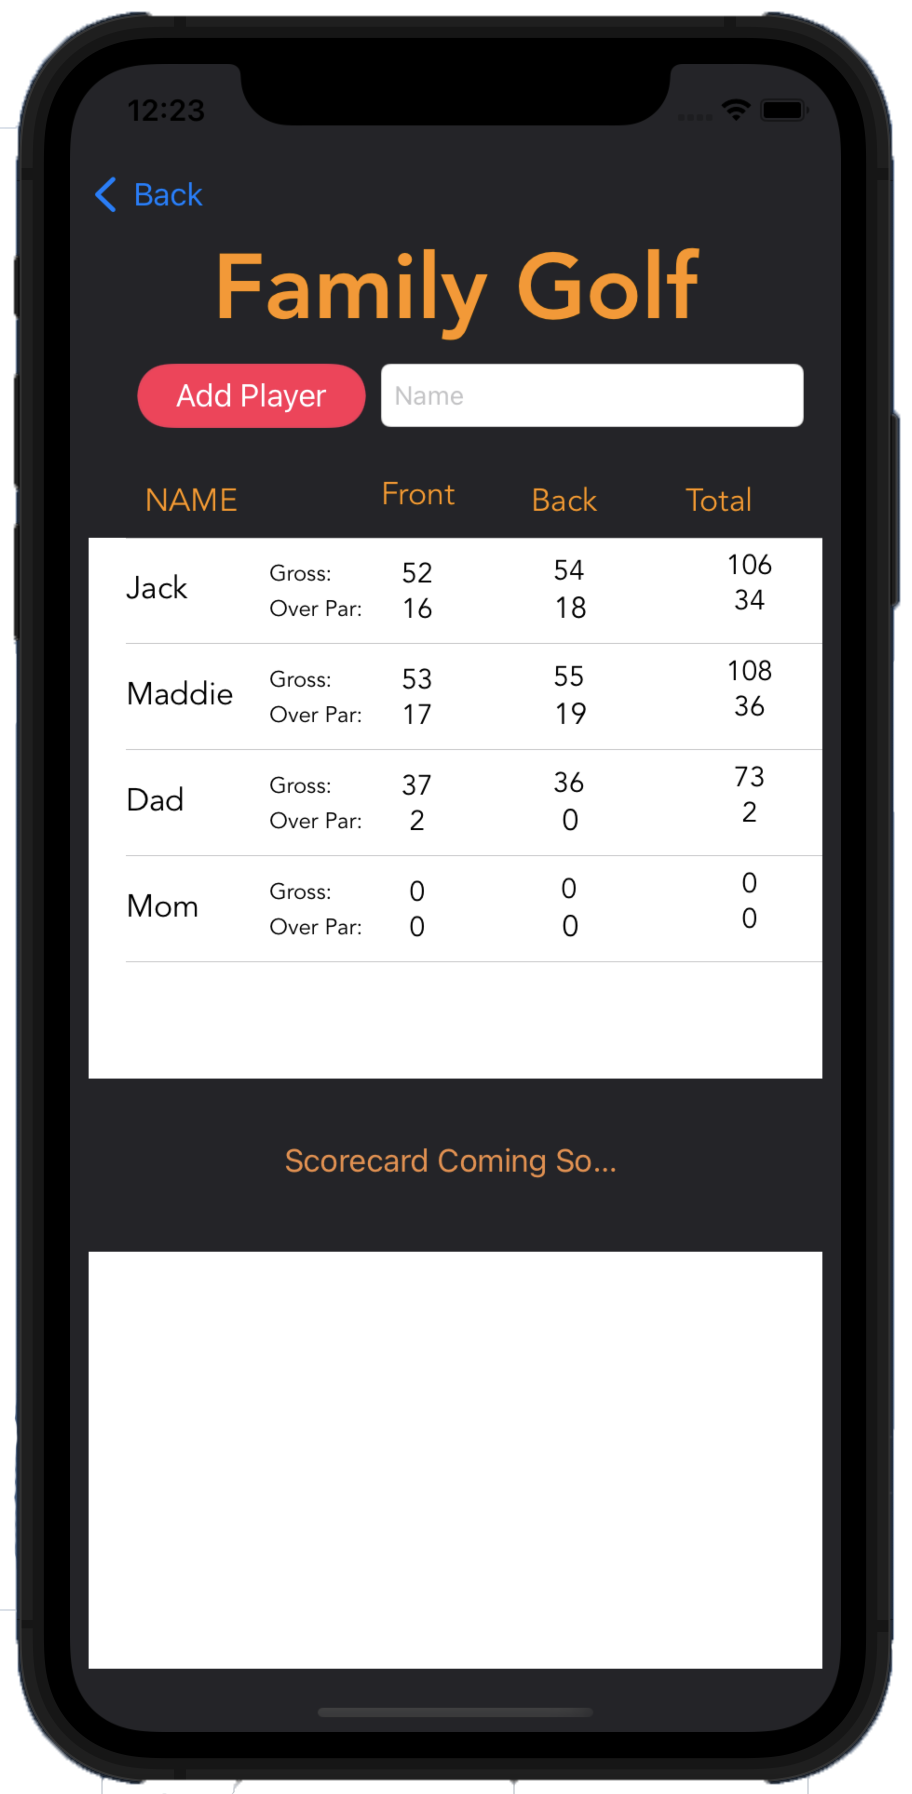 12:23
Back
Family Golf
Add Player Name
NAME Front Back Total
Jack Gross: 52 54 106
Over Par: 16 18 34
Maddie Gross: 53 55 108
Over Par: 17 19 36
Dad Gross: 37 36 73
Over Par: 2 0 2
Mom Gross: 0 0 0
Over Par: 0 0 0
Scorecard Coming So...